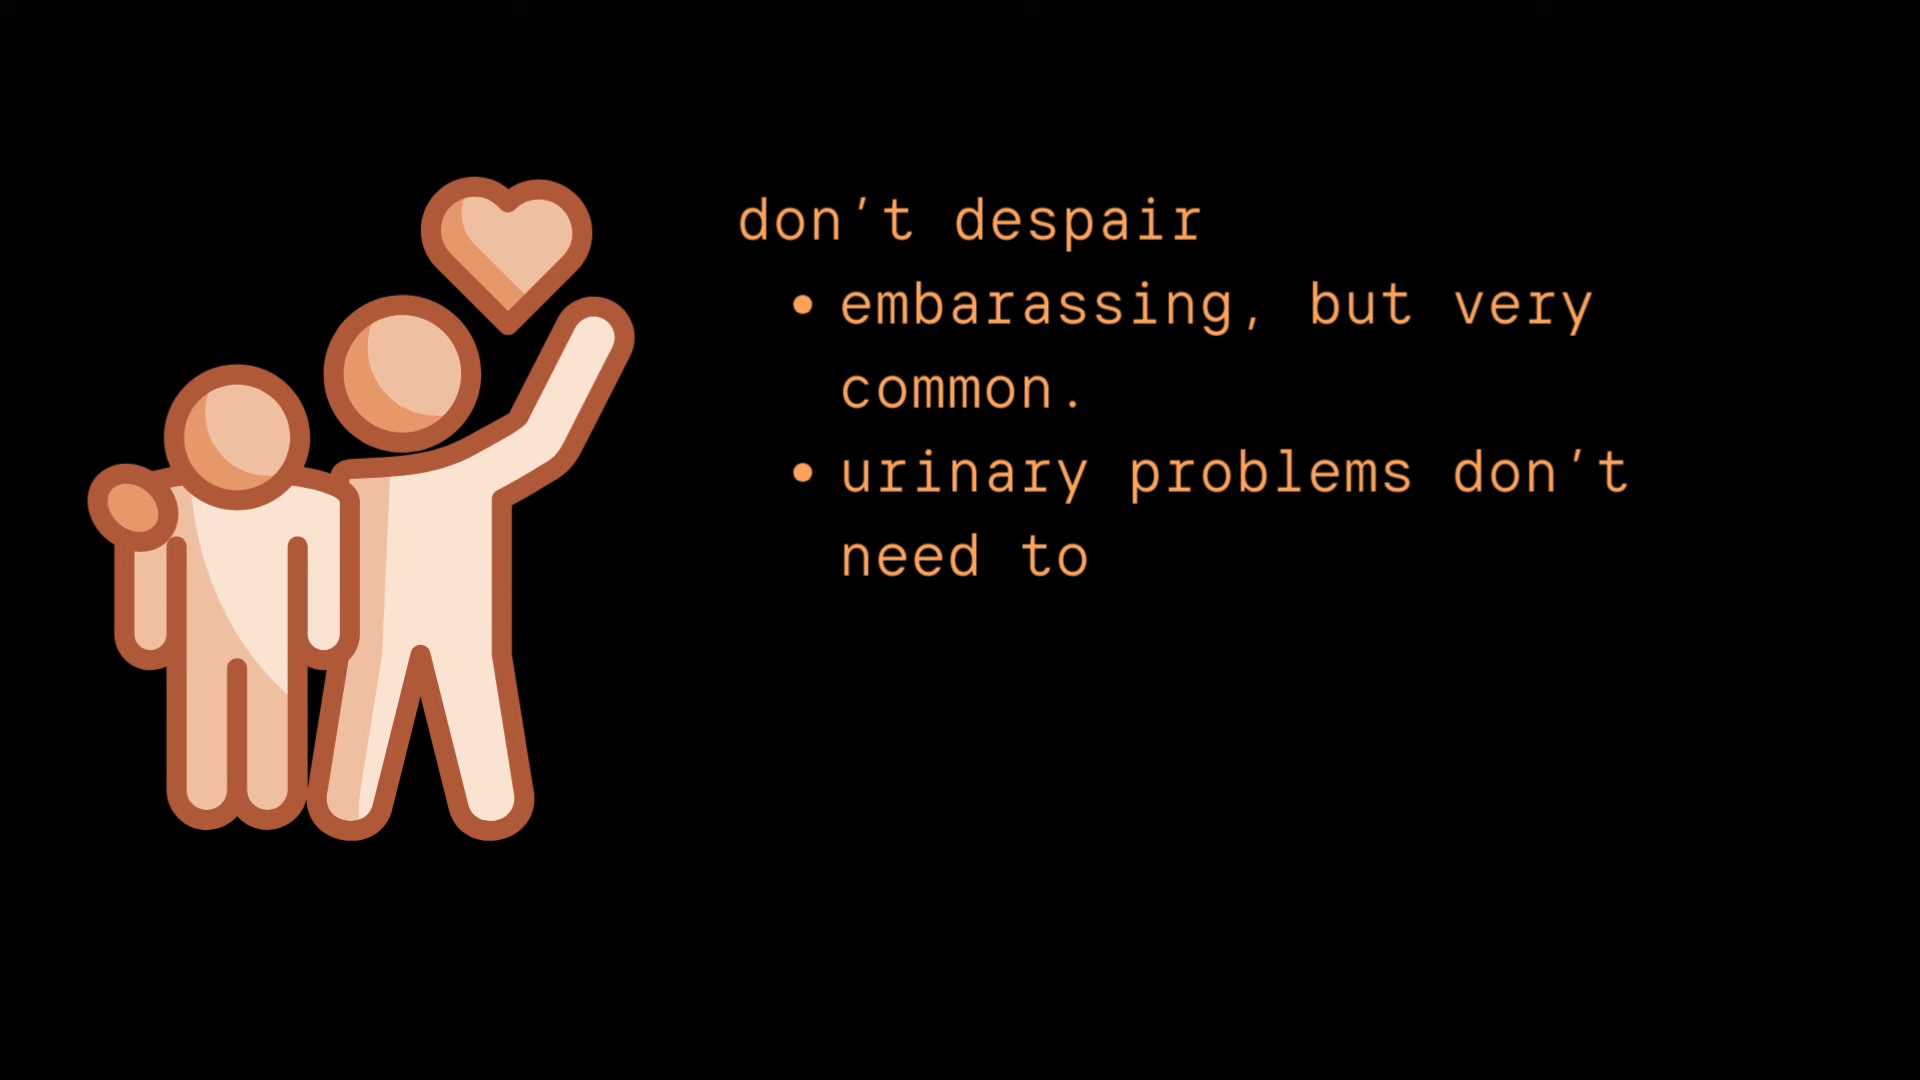 don't despair
• embarassing, but very
common.
• urinary problems don't
need to